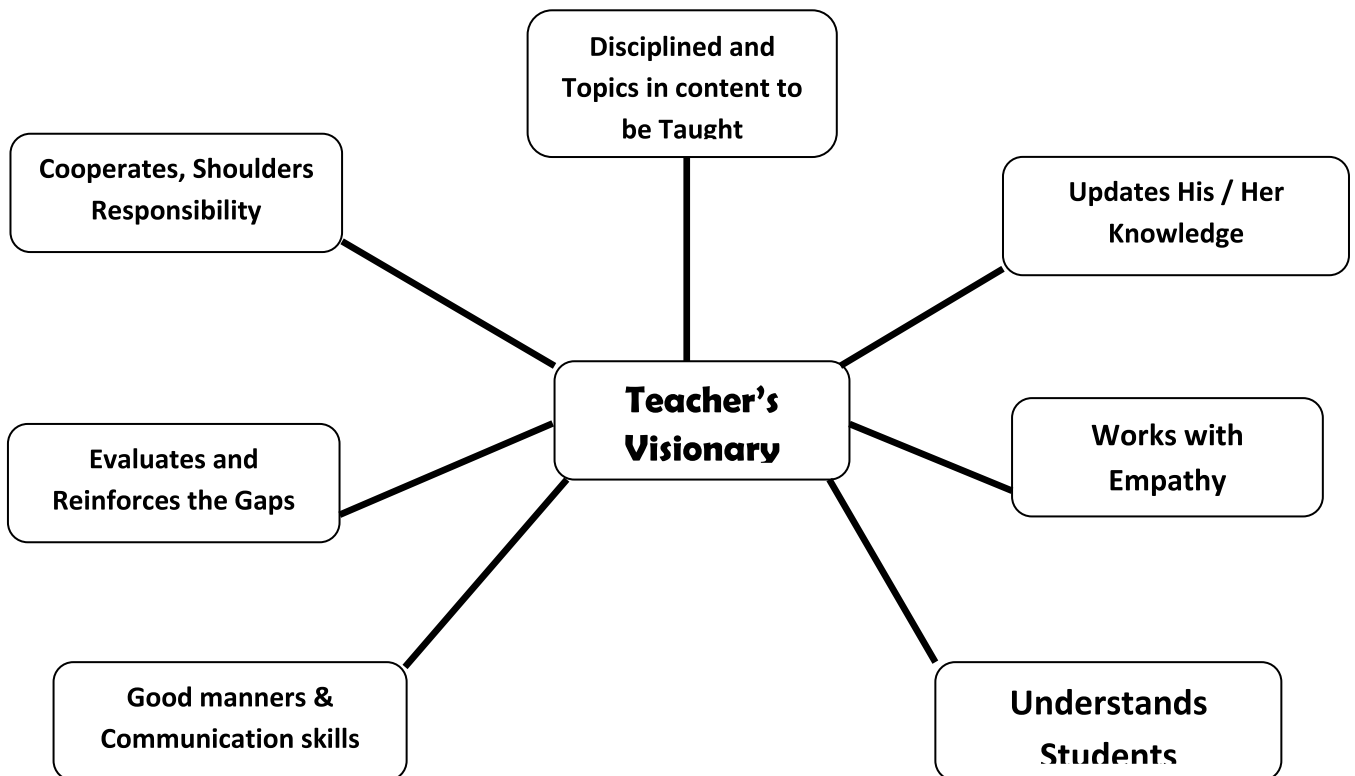 Disciplined and
Topics in content to
be Taught
Cooperates, Shoulders
Responsibility
Updates His / Her
Knowledge
Teacher’s
Visionary
Works with
Empathy
Evaluates and
Reinforces the Gaps
Good manners &
Communication skills
Understands
Students